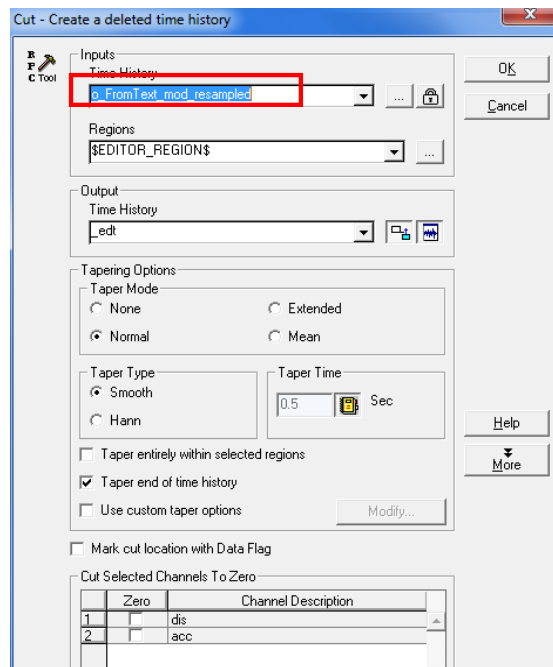 Cut - Create a deleted time history
R
P
C Tool
Inputs
Time History
o_FromText_mod_resampled
...
OK
Cancel
Regions
$EDITOR_REGION$
...
Output
Time History
_edt
Tapering Options
Taper Mode
None
Extended
Normal
Mean
Taper Type
Smooth
Hann
Taper Time
0.5
Sec
Help
More
Taper entirely within selected regions
Taper end of time history
Use custom taper options
Modify...
Mark cut location with Data Flag
Cut Selected Channels To Zero
Zero Channel Description
1 dis
2 acc